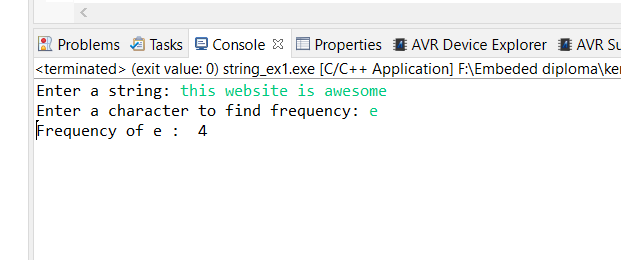 Problems Tasks Console Properties AVR Device Explorer AVR Su
<terminated> (exit value: 0) string_ex1.exe [C/C++ Application] F:\Embeded diploma\ke
Enter a string: this website is awesome
Enter a character to find frequency: e
Frequency of e :  4